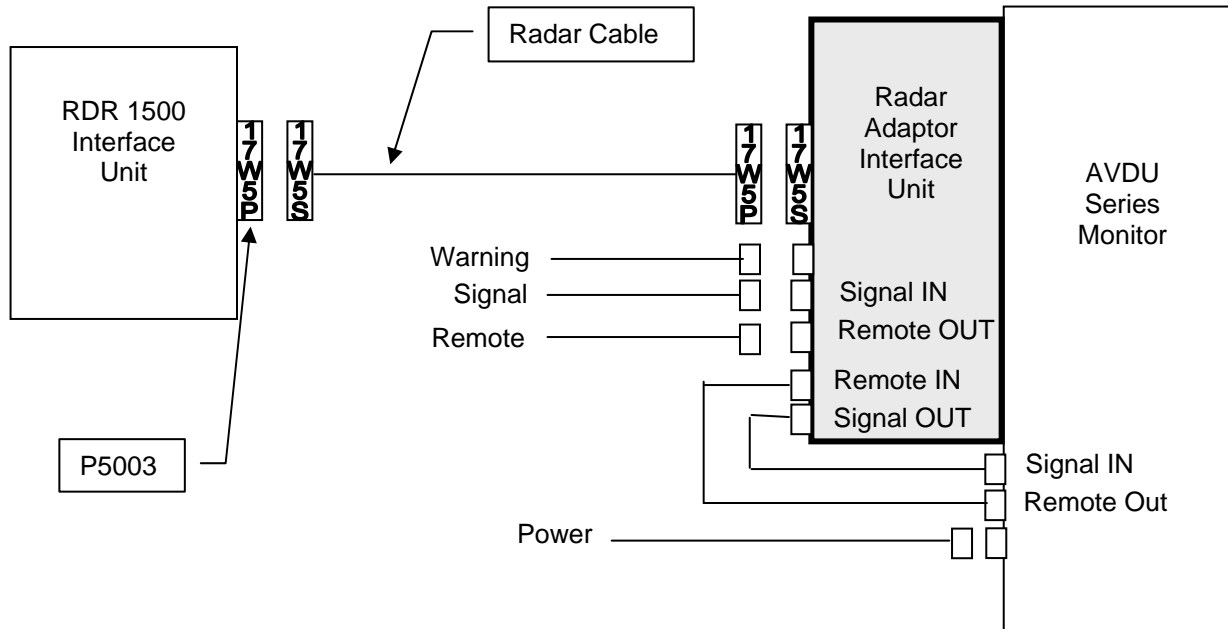 Radar Cable
RDR 1500
Interface
Unit
17W5P
17W5S
17W5P
17W5S
Radar
Adaptor
Interface
Unit
AVDU
Series
Monitor
Warning
Signal
Signal IN
Remote
Remote OUT
Remote IN
Signal OUT
P5003
Signal IN
Remote Out
Power